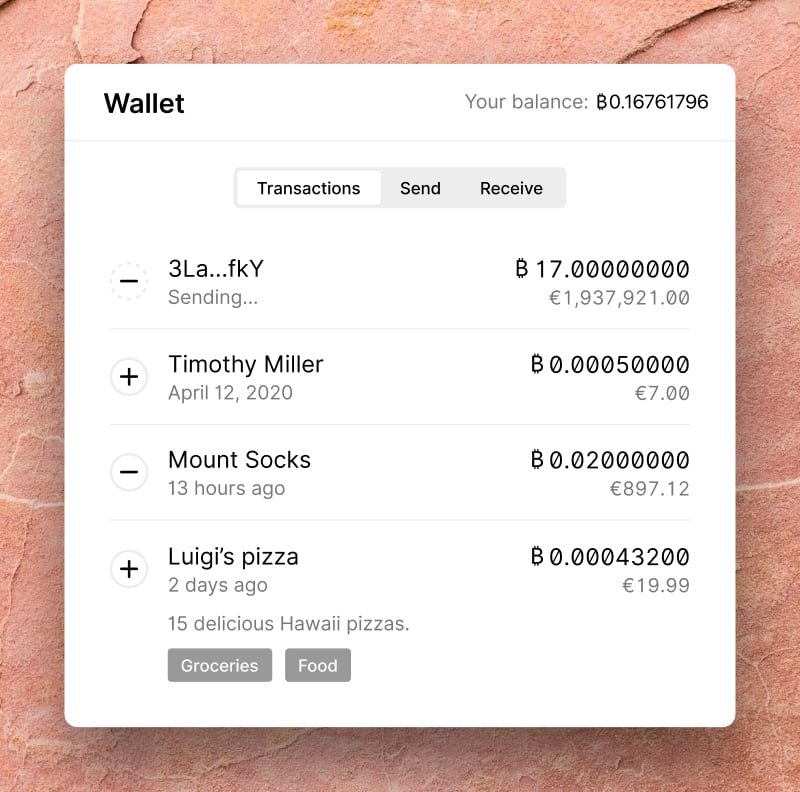 Wallet
Your balance: ₿0.16761796
Transactions Send Receive
3La...fkY
₿ 17.00000000
Sending...
€1,937,921.00
Timothy Miller
₿ 0.00050000
April 12, 2020
€7.00
Mount Socks
₿ 0.02000000
13 hours ago
€897.12
Luigi’s pizza
₿ 0.00043200
2 days ago
€19.99
15 delicious Hawaii pizzas.
Groceries Food